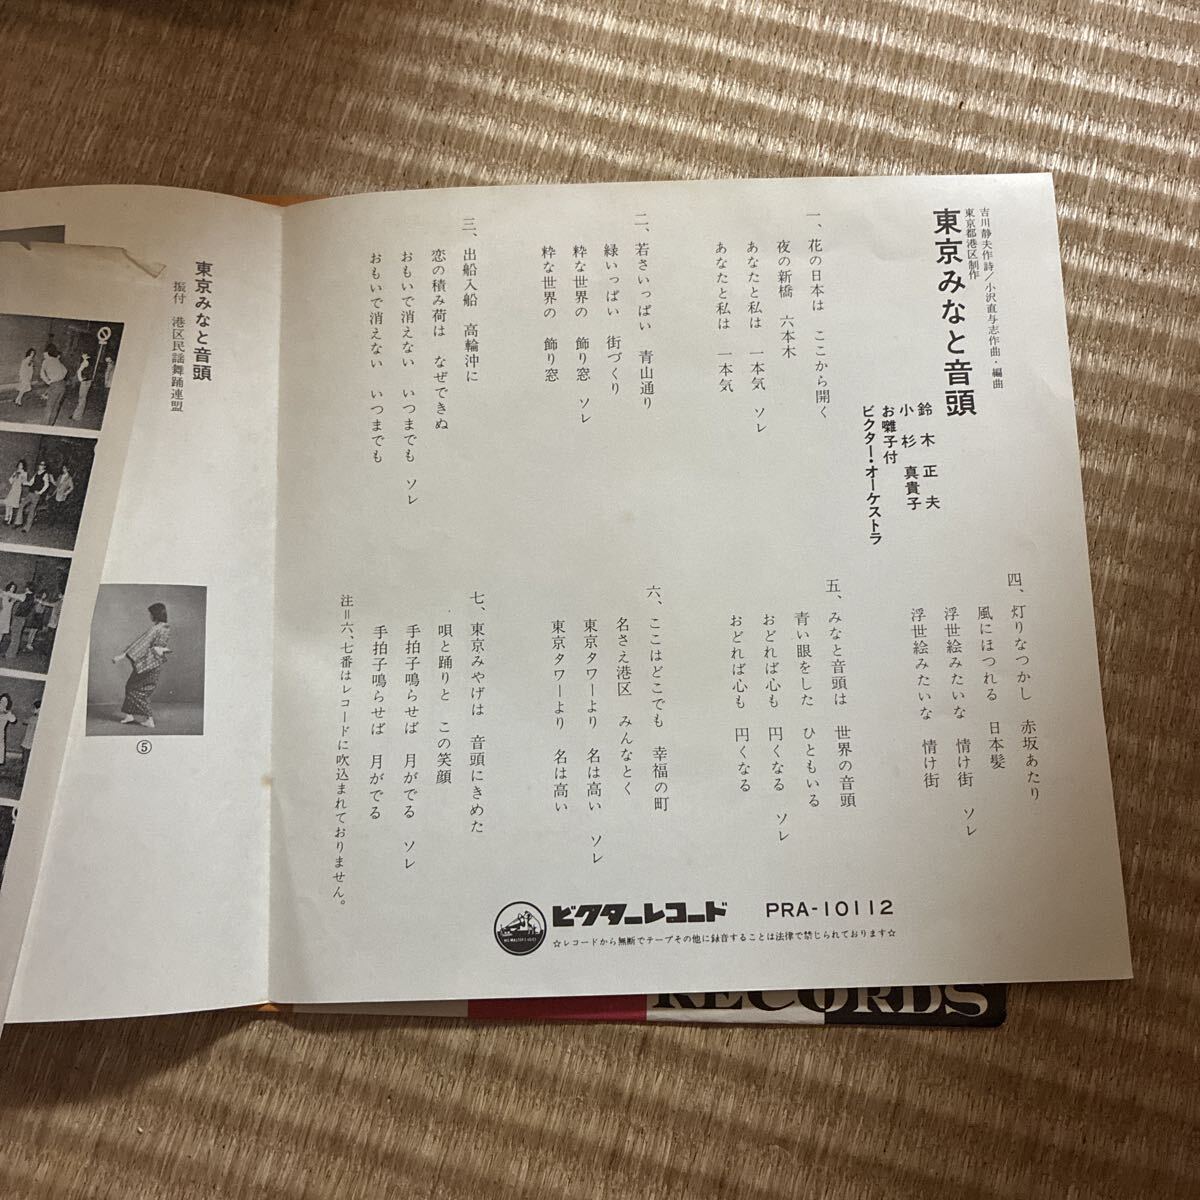 吉川静夫作詩/小沢直与志作曲・編曲
東京都港区制作
東京みなと音頭
鈴木正夫
小杉真貴子
お囃子付
ビクター・オーケストラ
一、花の日本は ここから開く
夜の新橋 六本木
あなたと私は 一本気 ソレ
あなたと私は 一本気
二、若さいっぱい 青山通り
緑いっぱい 街づくり
粋な世界の 飾り窓 ソレ
粋な世界の 飾り窓
三、出船入船 高輪沖に
恋の積み荷は なぜできぬ
おもいで消えない いつまでも ソレ
おもいで消えない いつまでも
四、灯りなつかし 赤坂あたり
風にほつれる 日本髪
浮世絵みたいな 情け街 ソレ
浮世絵みたいな 情け街
五、みなと音頭は 世界の音頭
青い眼をした ひともいる
おどれば心も 円くなる ソレ
おどれば心も 円くなる
六、ここはどこでも 幸福の町
名さえ港区 みんなとく
東京タワーより 名は高い ソレ
東京タワーより 名は高い
七、東京みやげは 音頭にきめた
唄と踊りと この笑顔
手拍子鳴らせば 月がでる ソレ
手拍子鳴らせば 月がでる
注=六、七番はレコードに吹込まれておりません。
ビクターレコード PRA-10112
☆レコードから無断でテープその他に録音することは法律で禁じられております☆
東京みなと音頭
振付 港区民謡舞踊連盟
⑤
RECORDS